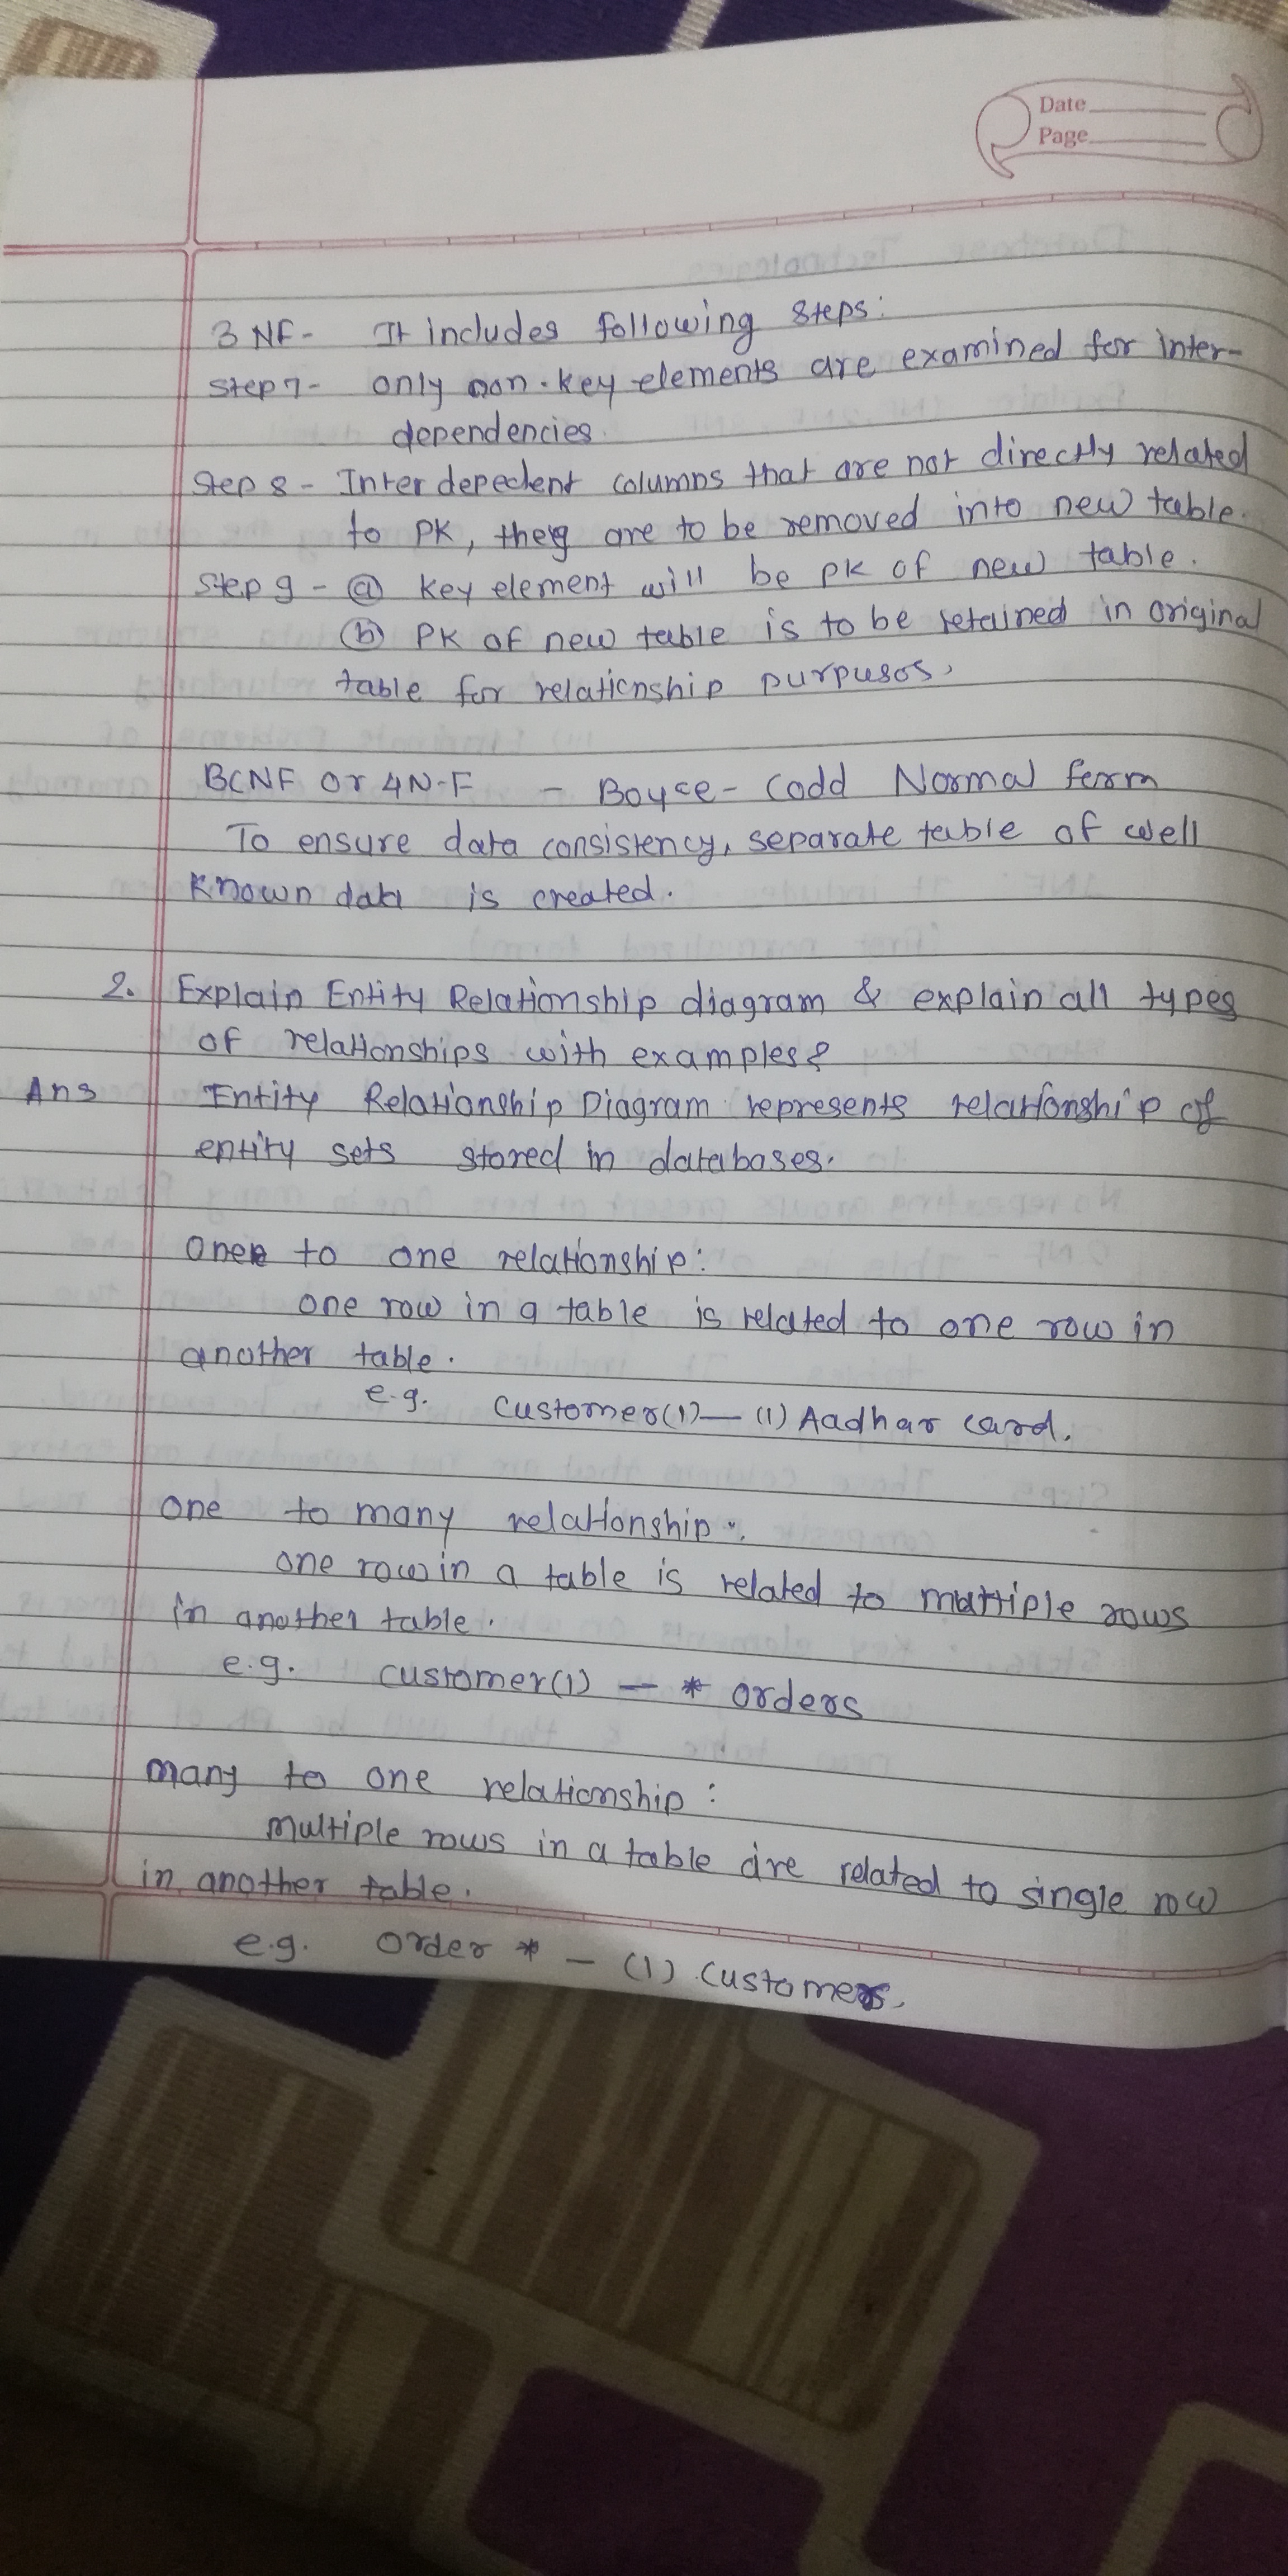 Date
Page
3 NF - It includes following steps:
Step 7 - only non-key elements are examined for inter-
dependencies.
Step 8 - Inter depedent columns that are not directly related
to PK, they are to be removed into new table.
Step 9 - (a) key element will be PK of new table.
(b) PK of new table is to be retained in original
table for relationship purpusos.
BCNF or 4N-F - Boyce-Codd Normal form
To ensure data consistency, separate table of well
known data is created.
2. Explain Entity Relationship diagram & explain all types
of relationships with examples?
Ans Entity Relationship Diagram represents relationship of
entity sets stored in databases.
one to one relationship:
one row in a table is related to one row in
another table.
e.g. Customer(1) — (1) Aadhar card.
one to many relationship:
one row in a table is related to multiple rows
in another table.
e.g. customer(1) — * orders
many to one relationship:
multiple rows in a table are related to single row
in another table.
e.g. order * — (1) customers.